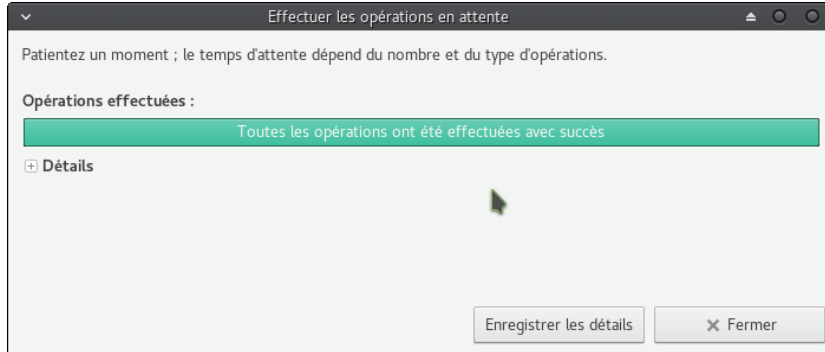 Effectuer les opérations en attente
Patientez un moment ; le temps d'attente dépend du nombre et du type d'opérations.
Opérations effectuées :
Toutes les opérations ont été effectuées avec succès
Détails
Enregistrer les détails
Fermer